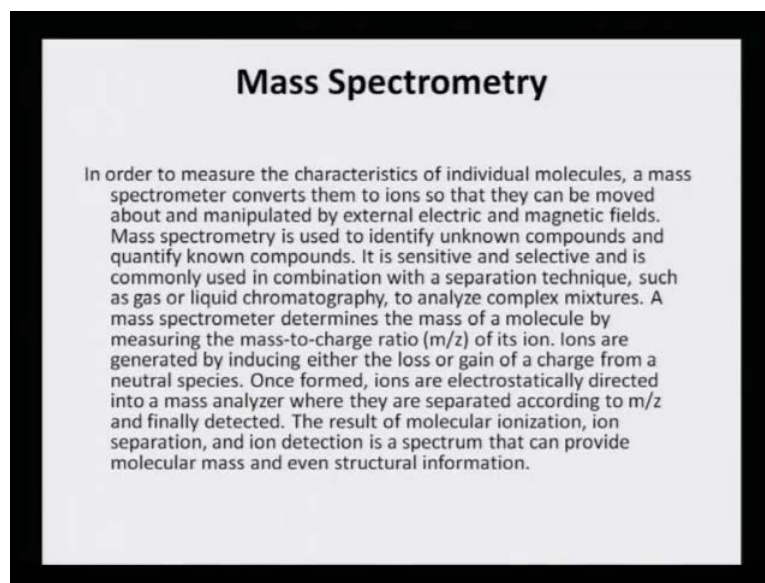 Mass Spectrometry
In order to measure the characteristics of individual molecules, a mass
spectrometer converts them to ions so that they can be moved
about and manipulated by external electric and magnetic fields.
Mass spectrometry is used to identify unknown compounds and
quantify known compounds. It is sensitive and selective and is
commonly used in combination with a separation technique, such
as gas or liquid chromatography, to analyze complex mixtures. A
mass spectrometer determines the mass of a molecule by
measuring the mass-to-charge ratio (m/z) of its ion. Ions are
generated by inducing either the loss or gain of a charge from a
neutral species. Once formed, ions are electrostatically directed
into a mass analyzer where they are separated according to m/z
and finally detected. The result of molecular ionization, ion
separation, and ion detection is a spectrum that can provide
molecular mass and even structural information.